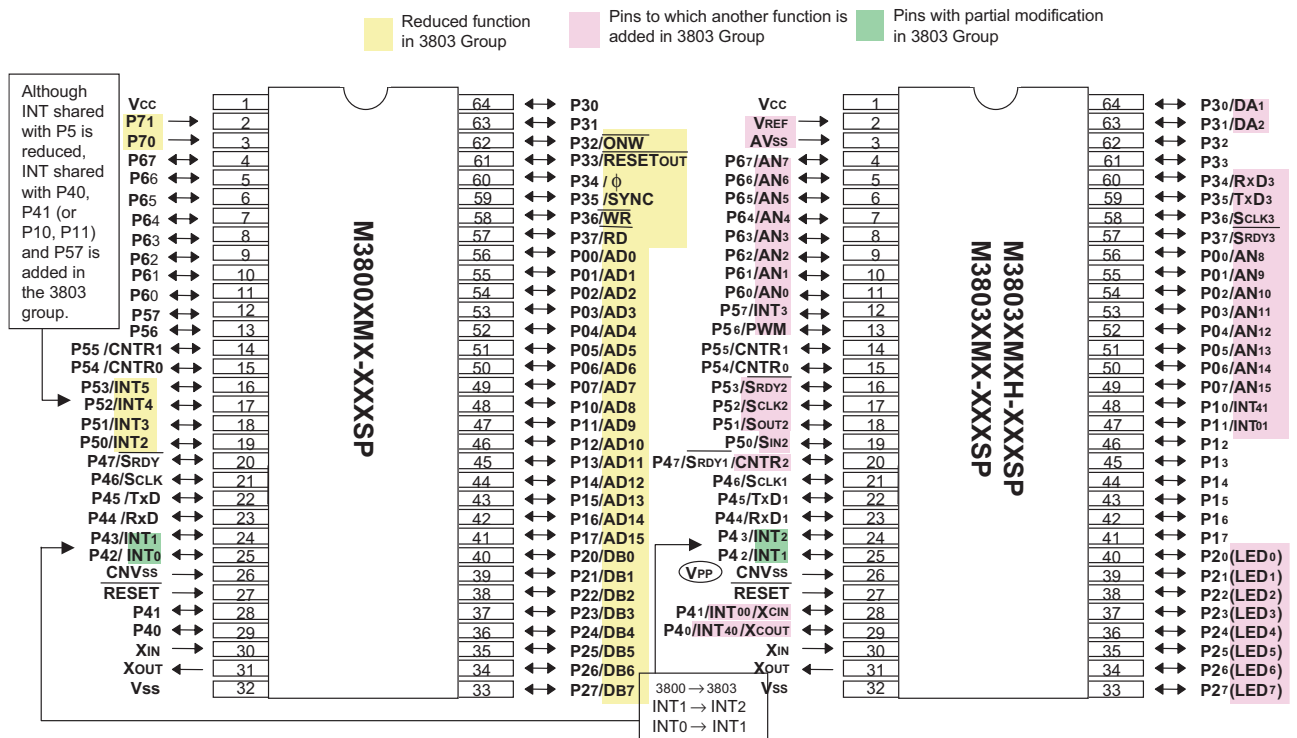 Reduced function
in 3803 Group
Pins to which another function is
added in 3803 Group
Pins with partial modification
in 3803 Group
Although
INT shared
with P5 is
reduced,
INT shared
with P40,
P41 (or
P10, P11)
and P57 is
added in
the 3803
group.
VCC 1
P71 2
P70 3
P67 4
P66 5
P65 6
P64 7
P63 8
P62 9
P61 10
P60 11
P57 12
P56 13
P55 /CNTR1 14
P54 /CNTR0 15
P53/INT5 16
P52/INT4 17
P51/INT3 18
P50/INT2 19
P47/SRDY 20
P46/SCLK 21
P45 /TxD 22
P44 /RxD 23
P43/INT1 24
P42/ INT0 25
CNVSS 26
RESET 27
P41 28
P40 29
XIN 30
XOUT 31
VSS 32
M3800XMX-XXXSP
64 P30
63 P31
62 P32/ONW
61 P33/RESETOUT
60 P34 / ϕ
59 P35 /SYNC
58 P36/WR
57 P37/RD
56 P00/AD0
55 P01/AD1
54 P02/AD2
53 P03/AD3
52 P04/AD4
51 P05/AD5
50 P06/AD6
49 P07/AD7
48 P10/AD8
47 P11/AD9
46 P12/AD10
45 P13/AD11
44 P14/AD12
43 P15/AD13
42 P16/AD14
41 P17/AD15
40 P20/DB0
39 P21/DB1
38 P22/DB2
37 P23/DB3
36 P24/DB4
35 P25/DB5
34 P26/DB6
33 P27/DB7
VCC 1
VREF 2
AVSS 3
P67/AN7 4
P66/AN6 5
P65/AN5 6
P64/AN4 7
P63/AN3 8
P62/AN2 9
P61/AN1 10
P60/AN0 11
P57/INT3 12
P56/PWM 13
P55/CNTR1 14
P54/CNTR0 15
P53/SRDY2 16
P52/SCLK2 17
P51/SOUT2 18
P50/SIN2 19
P47/SRDY1/CNTR2 20
P46/SCLK1 21
P45/TxD1 22
P44/RxD1 23
P43/INT2 24
P42/INT1 25
VPP CNVSS 26
RESET 27
P41/INT00/XCIN 28
P40/INT40/XCOUT 29
XIN 30
XOUT 31
VSS 32
M3803XMXH-XXXSP
M3803XMX-XXXSP
64 P30/DA1
63 P31/DA2
62 P32
61 P33
60 P34/RxD3
59 P35/TxD3
58 P36/SCLK3
57 P37/SRDY3
56 P00/AN8
55 P01/AN9
54 P02/AN10
53 P03/AN11
52 P04/AN12
51 P05/AN13
50 P06/AN14
49 P07/AN15
48 P10/INT41
47 P11/INT01
46 P12
45 P13
44 P14
43 P15
42 P16
41 P17
40 P20(LED0)
39 P21(LED1)
38 P22(LED2)
37 P23(LED3)
36 P24(LED4)
35 P25(LED5)
34 P26(LED6)
33 P27(LED7)
3800 → 3803
INT1 → INT2
INT0 → INT1